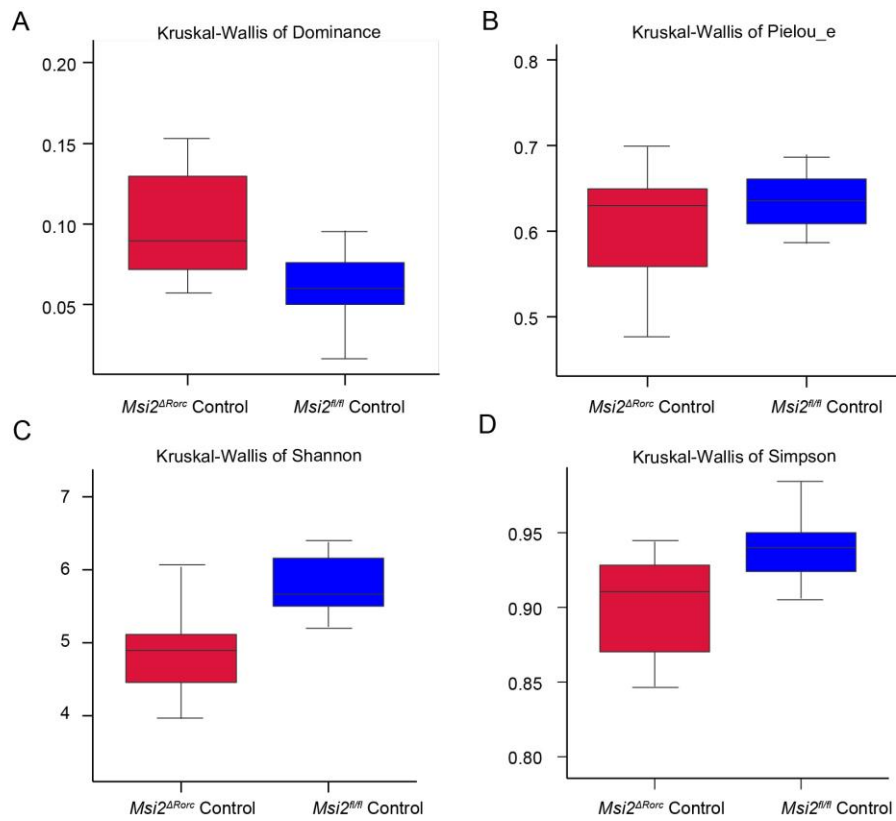 A
Kruskal-Wallis of Dominance
0.20
0.15
0.10
0.05
Msi2ΔRorc Control Msi2fl/fl Control
B
Kruskal-Wallis of Pielou_e
0.8
0.7
0.6
0.5
Msi2ΔRorc Control Msi2fl/fl Control
C
Kruskal-Wallis of Shannon
7
6
5
4
Msi2ΔRorc Control Msi2fl/fl Control
D
Kruskal-Wallis of Simpson
0.95
0.90
0.85
0.80
Msi2ΔRorc Control Msi2fl/fl Control